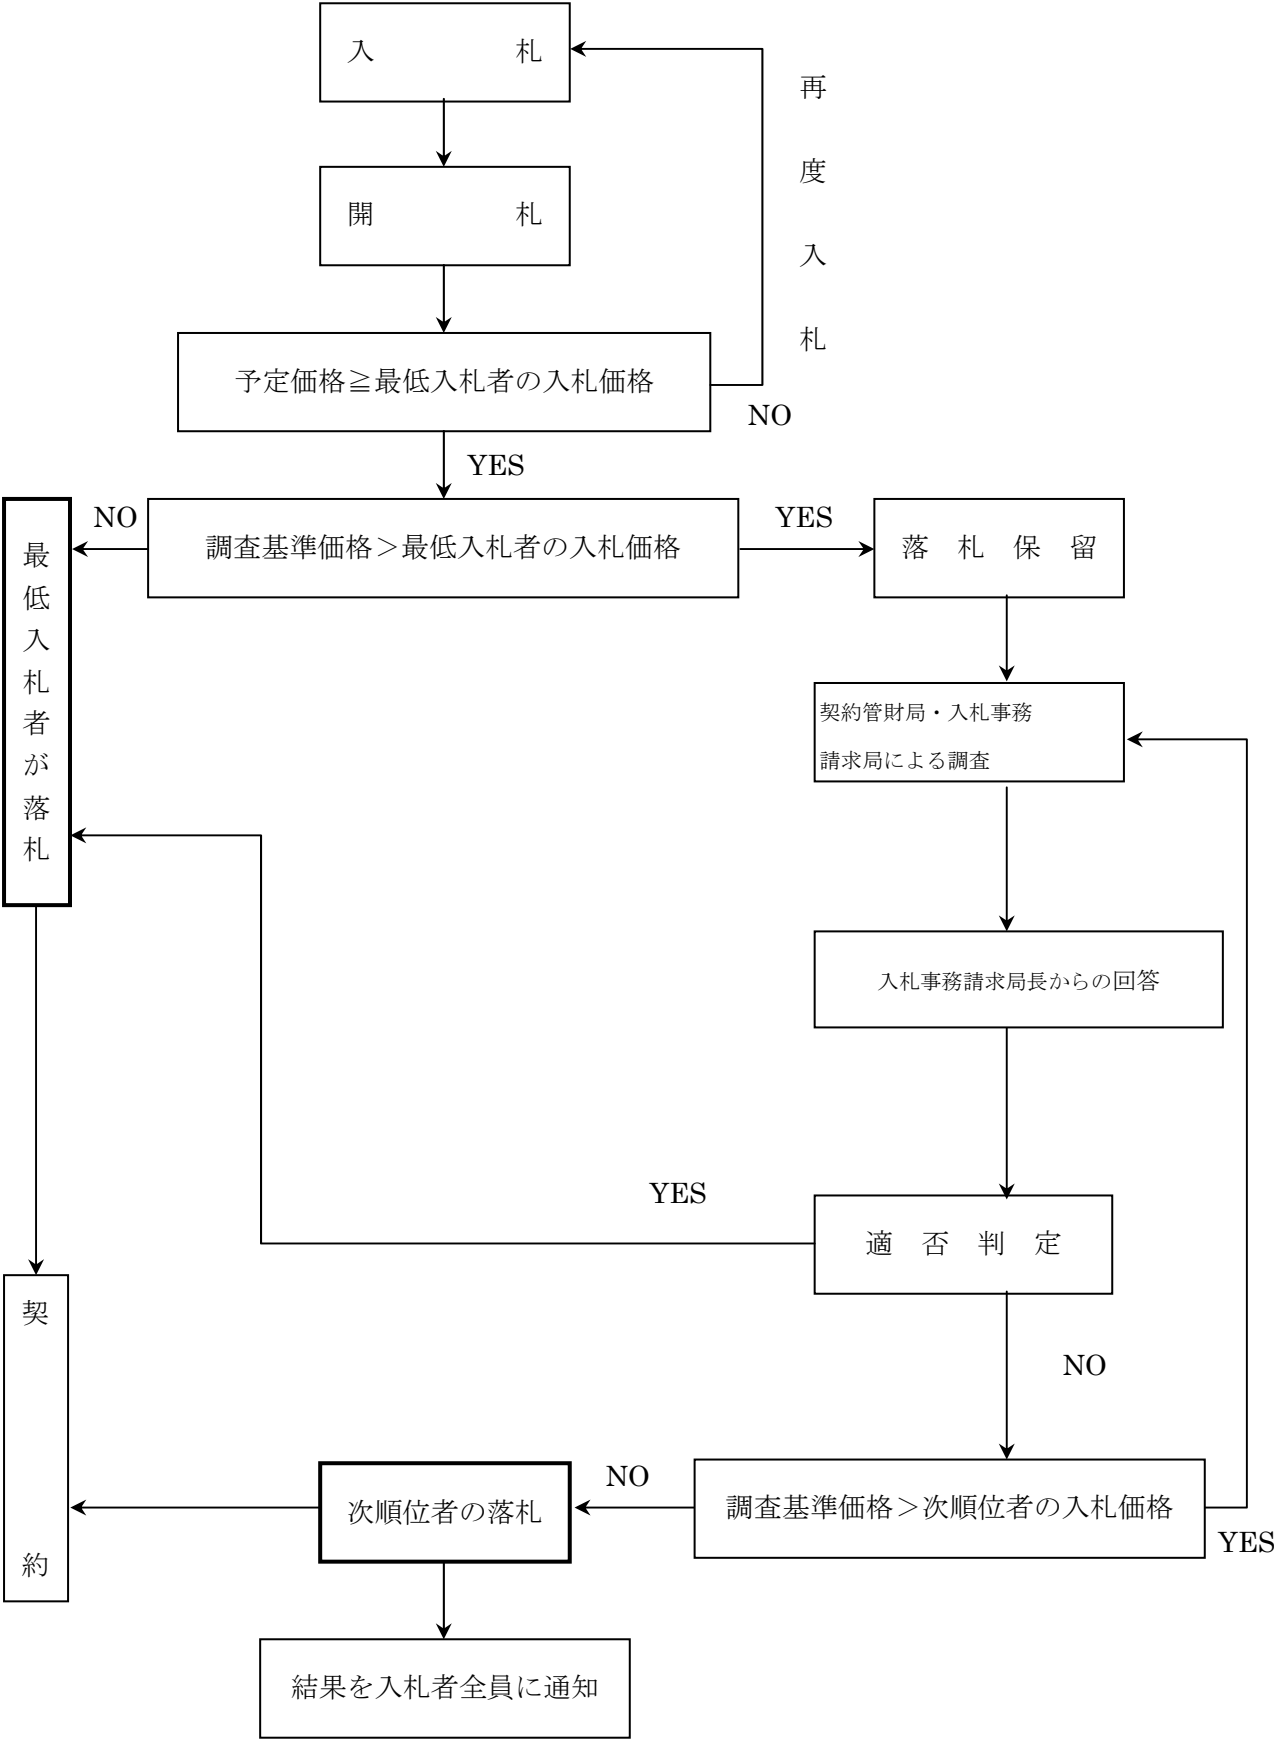 入　　　　　札
再度入札
開　　　　　札
予定価格≧最低入札者の入札価格
NO
YES
NO
調査基準価格＞最低入札者の入札価格
YES
落　札　保　留
最低入札者が落札
契約管財局・入札事務
請求局による調査
入札事務請求局長からの回答
YES
適　否　判　定
NO
契　　　　　約
次順位者の落札
NO
調査基準価格＞次順位者の入札価格
YES
結果を入札者全員に通知